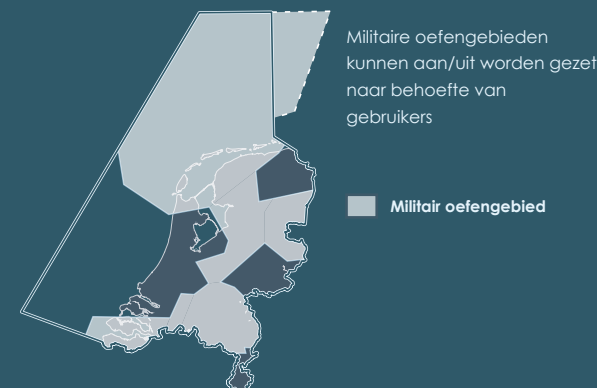 Militaire oefengebieden
kunnen aan/uit worden gezet
naar behoefte van
gebruikers
Militair oefengebied